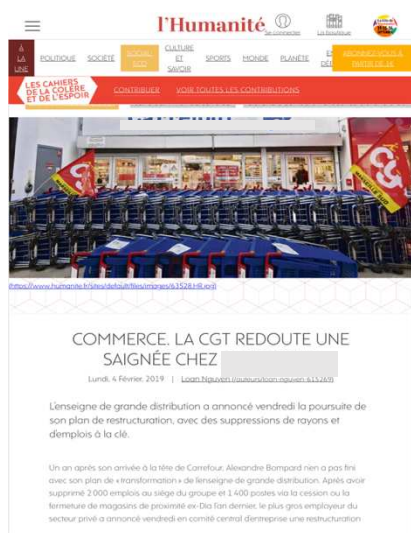 l'Humanité
Se connecter
La boutique
À LA UNE
POLITIQUE
SOCIÉTÉ
SOCIAL-ECO
CULTURE ET SAVOIR
SPORTS
MONDE
PLANÈTE
ABONNEZ-VOUS À PARTIR DE 1€
LES CAHIERS
DE LA COLÈRE
ET DE L'ESPOIR
CONTRIBUER
VOIR TOUTES LES CONTRIBUTIONS
cgt
cgt
(https://www.humanite.fr/sites/default/files/images/63528.HR.jpg)
COMMERCE. LA CGT REDOUTE UNE
SAIGNÉE CHEZ
Lundi, 4 Février, 2019 | Loan Nguyen (/auteurs/loan-nguyen-615269)
L'enseigne de grande distribution a annoncé vendredi la poursuite de
son plan de restructuration, avec des suppressions de rayons et
d'emplois à la clé.
Un an après son arrivée à la tête de Carrefour, Alexandre Bompard n'en a pas fini
avec son plan de « transformation » de l'enseigne de grande distribution. Après avoir
supprimé 2 000 emplois au siège du groupe et 1 400 postes via la cession ou la
fermeture de magasins de proximité ex-Dia l'an dernier, le plus gros employeur du
secteur privé a annoncé vendredi en comité central d'entreprise une restructuration